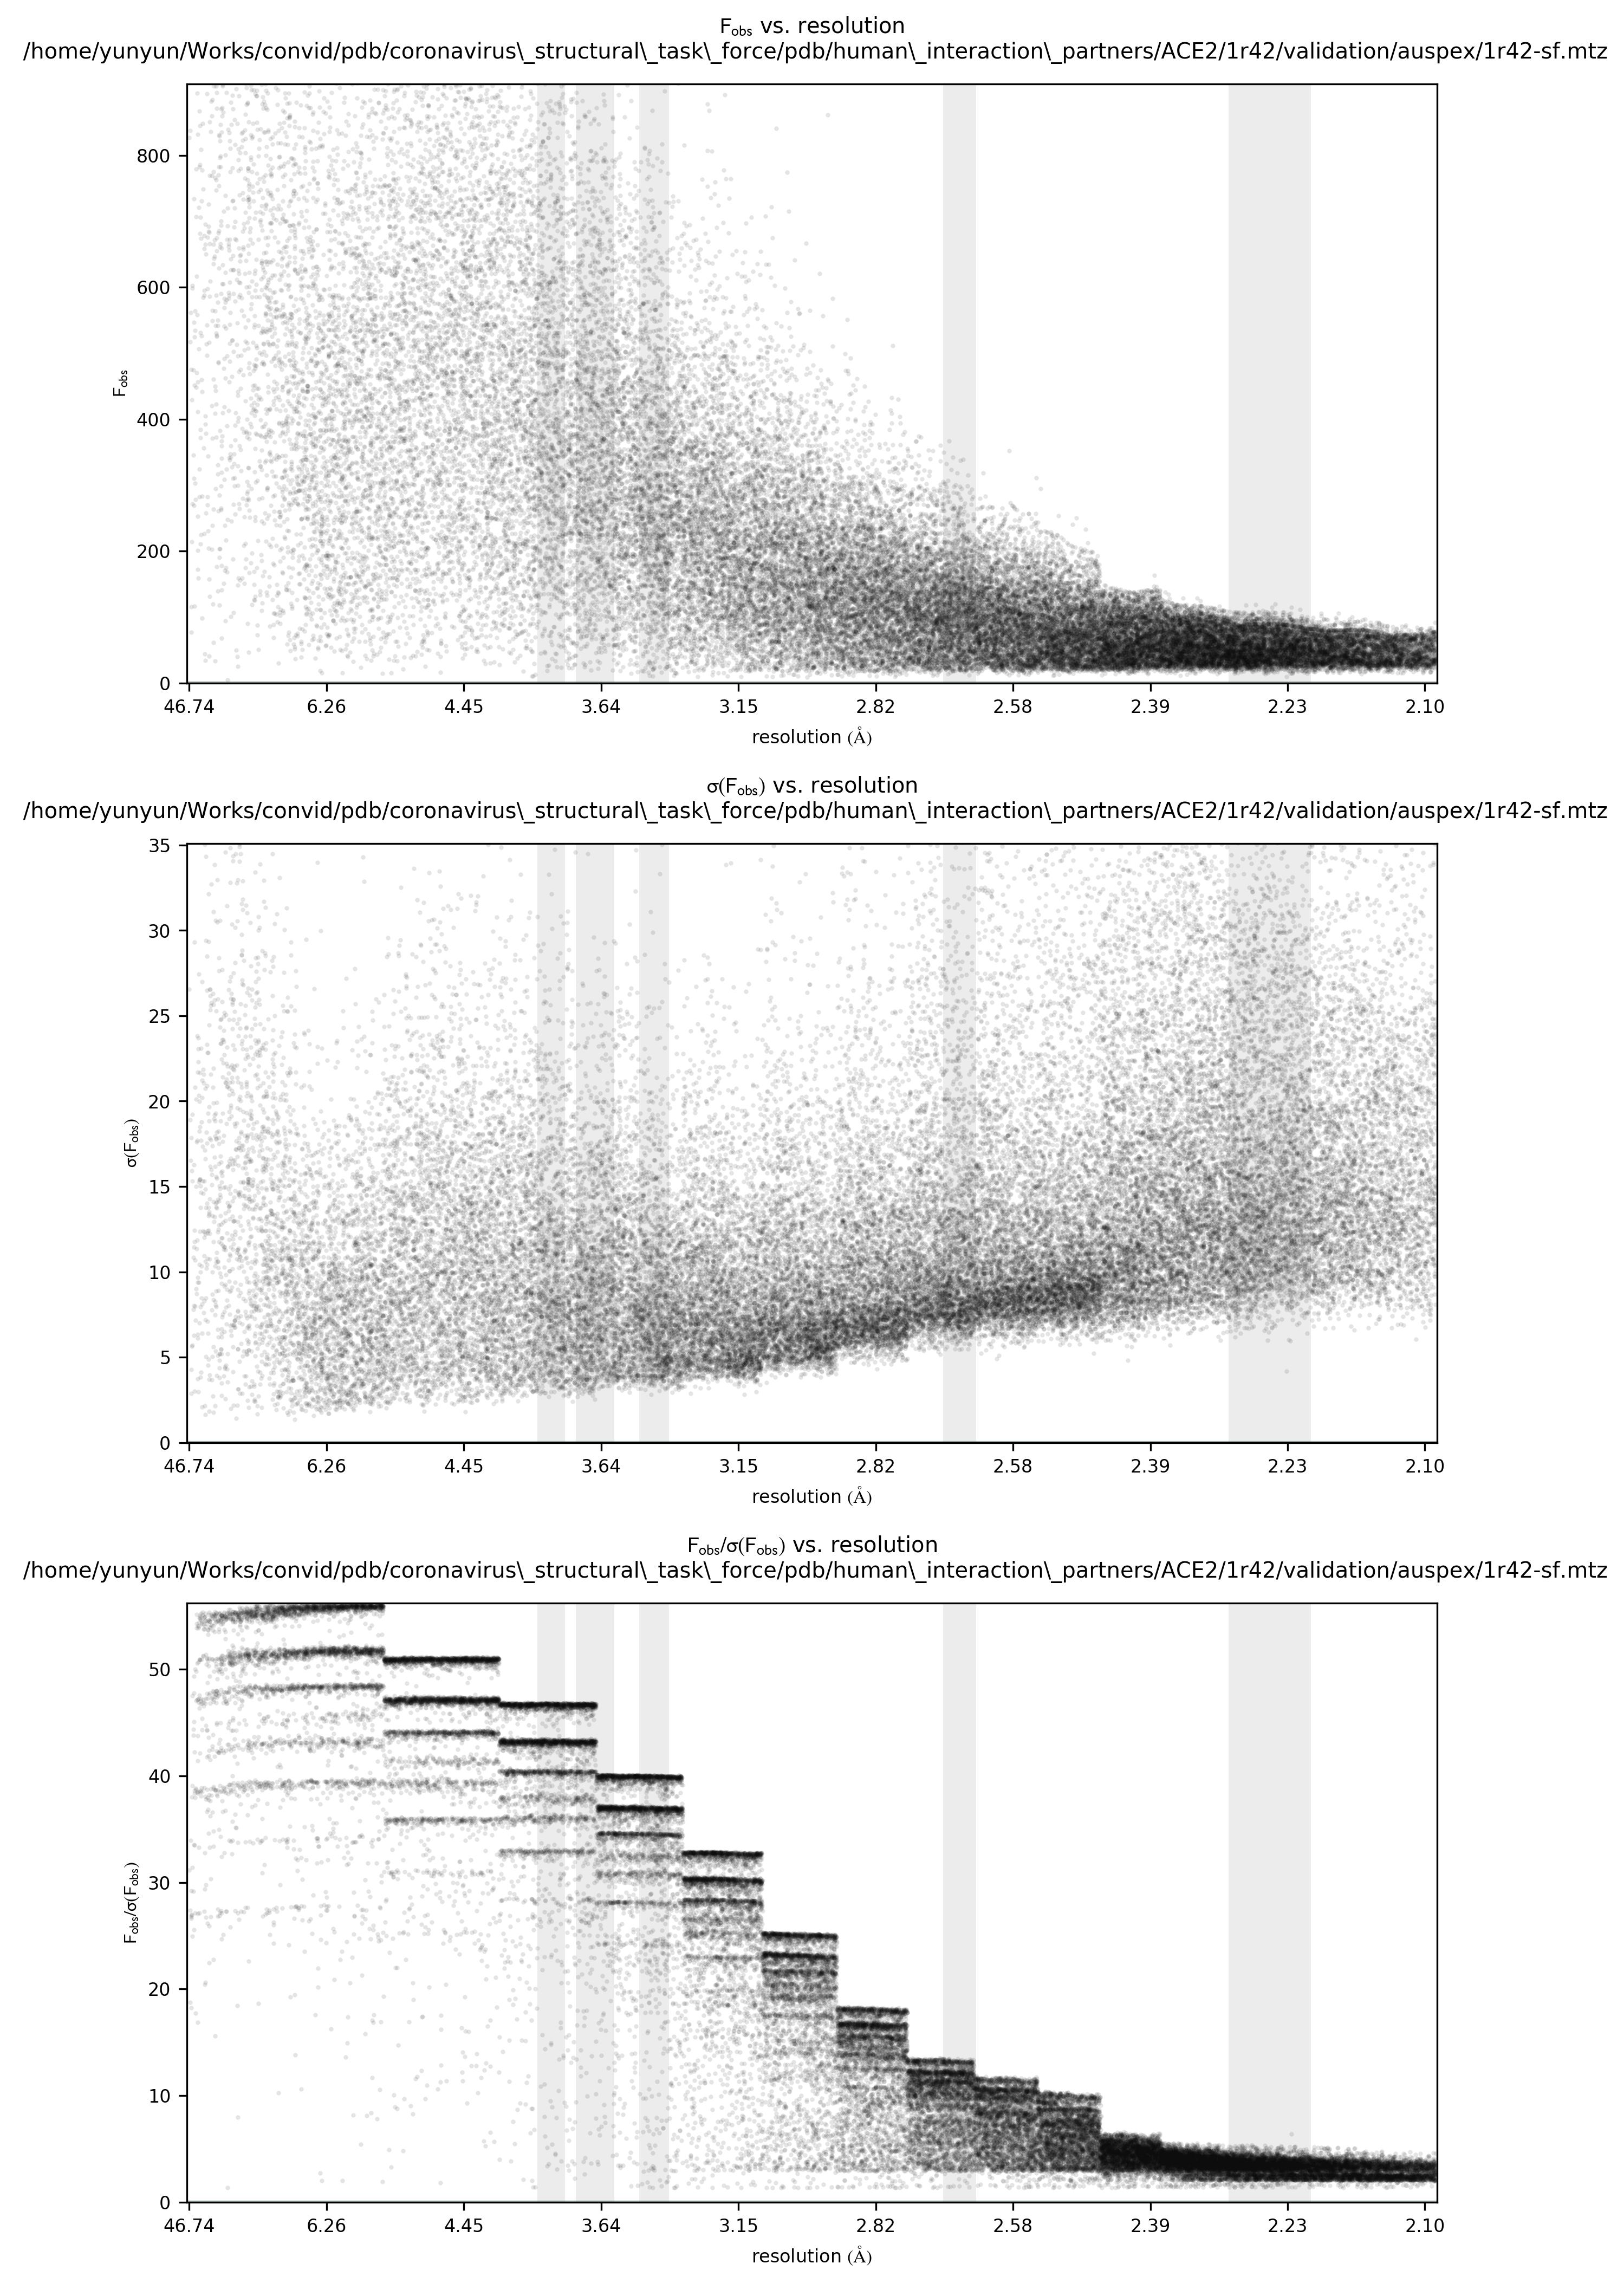 Fobs vs. resolution
/home/yunyun/Works/convid/pdb/coronavirus\_structural\_task\_force/pdb/human\_interaction\_partners/ACE2/1r42/validation/auspex/1r42-sf.mtz
800
600
400
200
0
Fobs
46.74 6.26 4.45 3.64 3.15 2.82 2.58 2.39 2.23 2.10
resolution (Å)
σ(Fobs) vs. resolution
/home/yunyun/Works/convid/pdb/coronavirus\_structural\_task\_force/pdb/human\_interaction\_partners/ACE2/1r42/validation/auspex/1r42-sf.mtz
35
30
25
20
15
10
5
0
σ(Fobs)
46.74 6.26 4.45 3.64 3.15 2.82 2.58 2.39 2.23 2.10
resolution (Å)
Fobs/σ(Fobs) vs. resolution
/home/yunyun/Works/convid/pdb/coronavirus\_structural\_task\_force/pdb/human\_interaction\_partners/ACE2/1r42/validation/auspex/1r42-sf.mtz
50
40
30
20
10
0
Fobs/σ(Fobs)
46.74 6.26 4.45 3.64 3.15 2.82 2.58 2.39 2.23 2.10
resolution (Å)